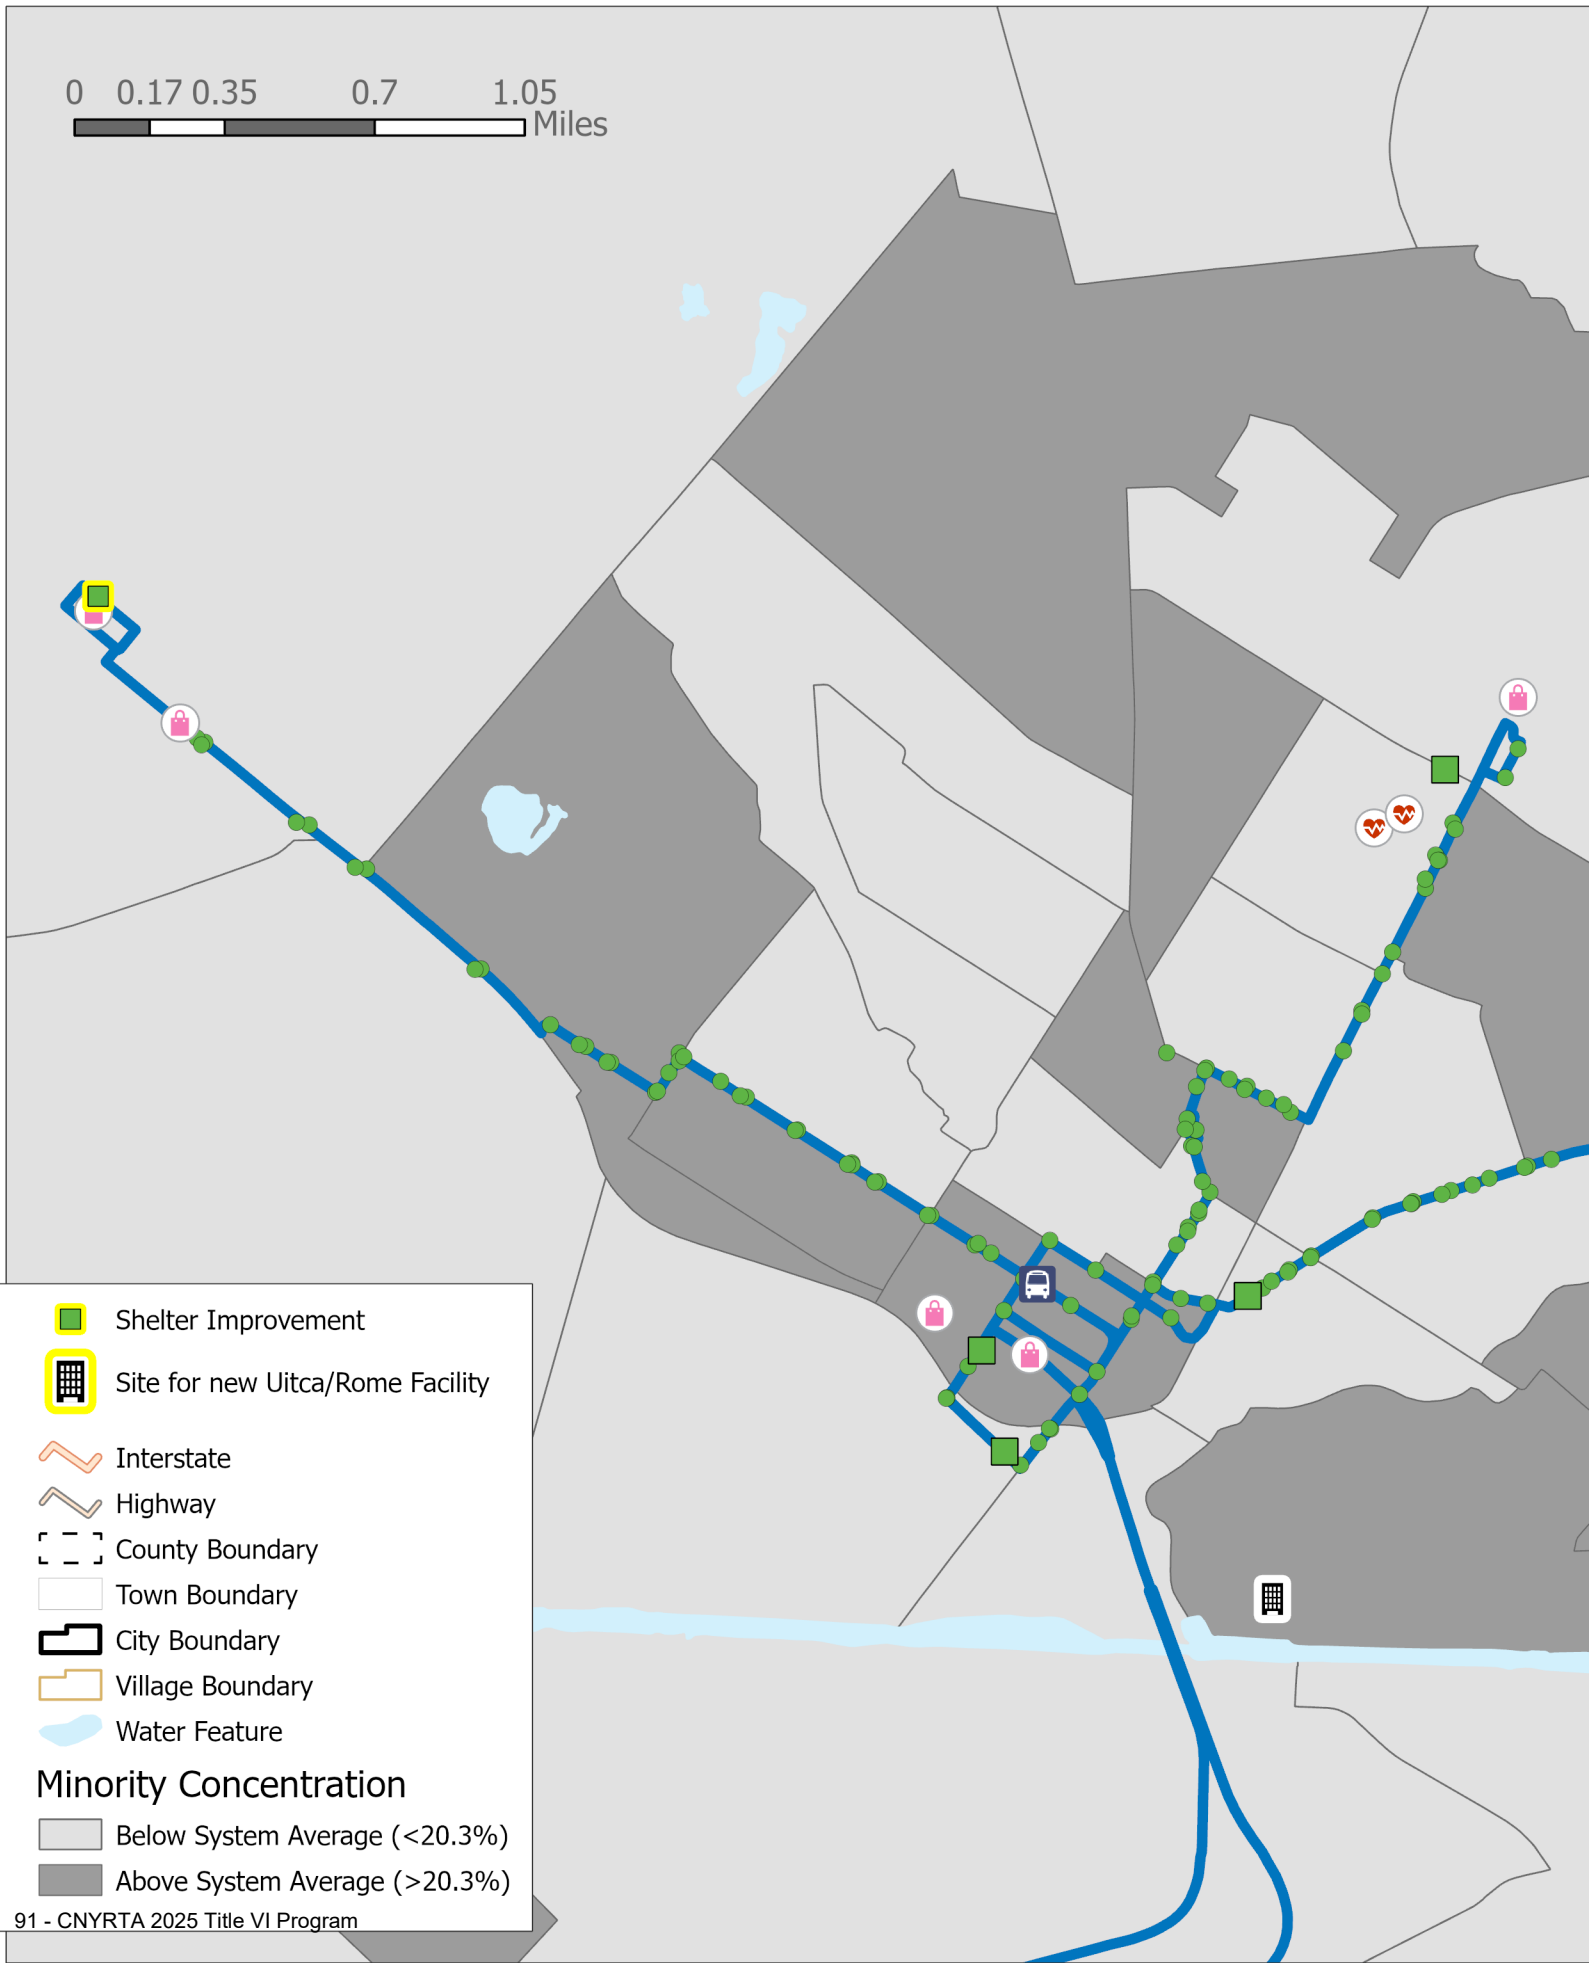 0 0.17 0.35 0.7 1.05
Miles
Shelter Improvement
Site for new Uitca/Rome Facility
Interstate
Highway
County Boundary
Town Boundary
City Boundary
Village Boundary
Water Feature
Minority Concentration
Below System Average (<20.3%)
Above System Average (>20.3%)
91 - CNYRTA 2025 Title VI Program